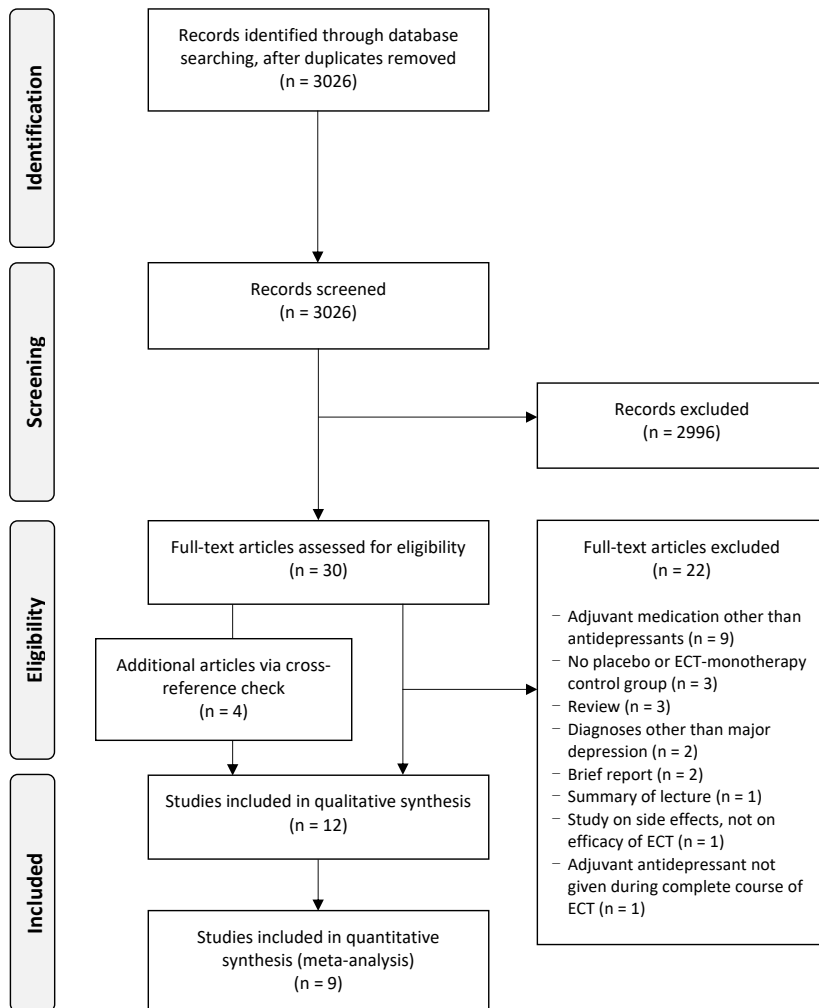 Identification
Records identified through database
searching, after duplicates removed
(n = 3026)
Screening
Records screened
(n = 3026)
Records excluded
(n = 2996)
Eligibility
Full-text articles assessed for eligibility
(n = 30)
Additional articles via cross-
reference check
(n = 4)
Full-text articles excluded
(n = 22)
– Adjuvant medication other than
antidepressants (n = 9)
– No placebo or ECT-monotherapy
control group (n = 3)
– Review (n = 3)
– Diagnoses other than major
depression (n = 2)
– Brief report (n = 2)
– Summary of lecture (n = 1)
– Study on side effects, not on
efficacy of ECT (n = 1)
– Adjuvant antidepressant not
given during complete course of
ECT (n = 1)
Included
Studies included in qualitative synthesis
(n = 12)
Studies included in quantitative
synthesis (meta-analysis)
(n = 9)